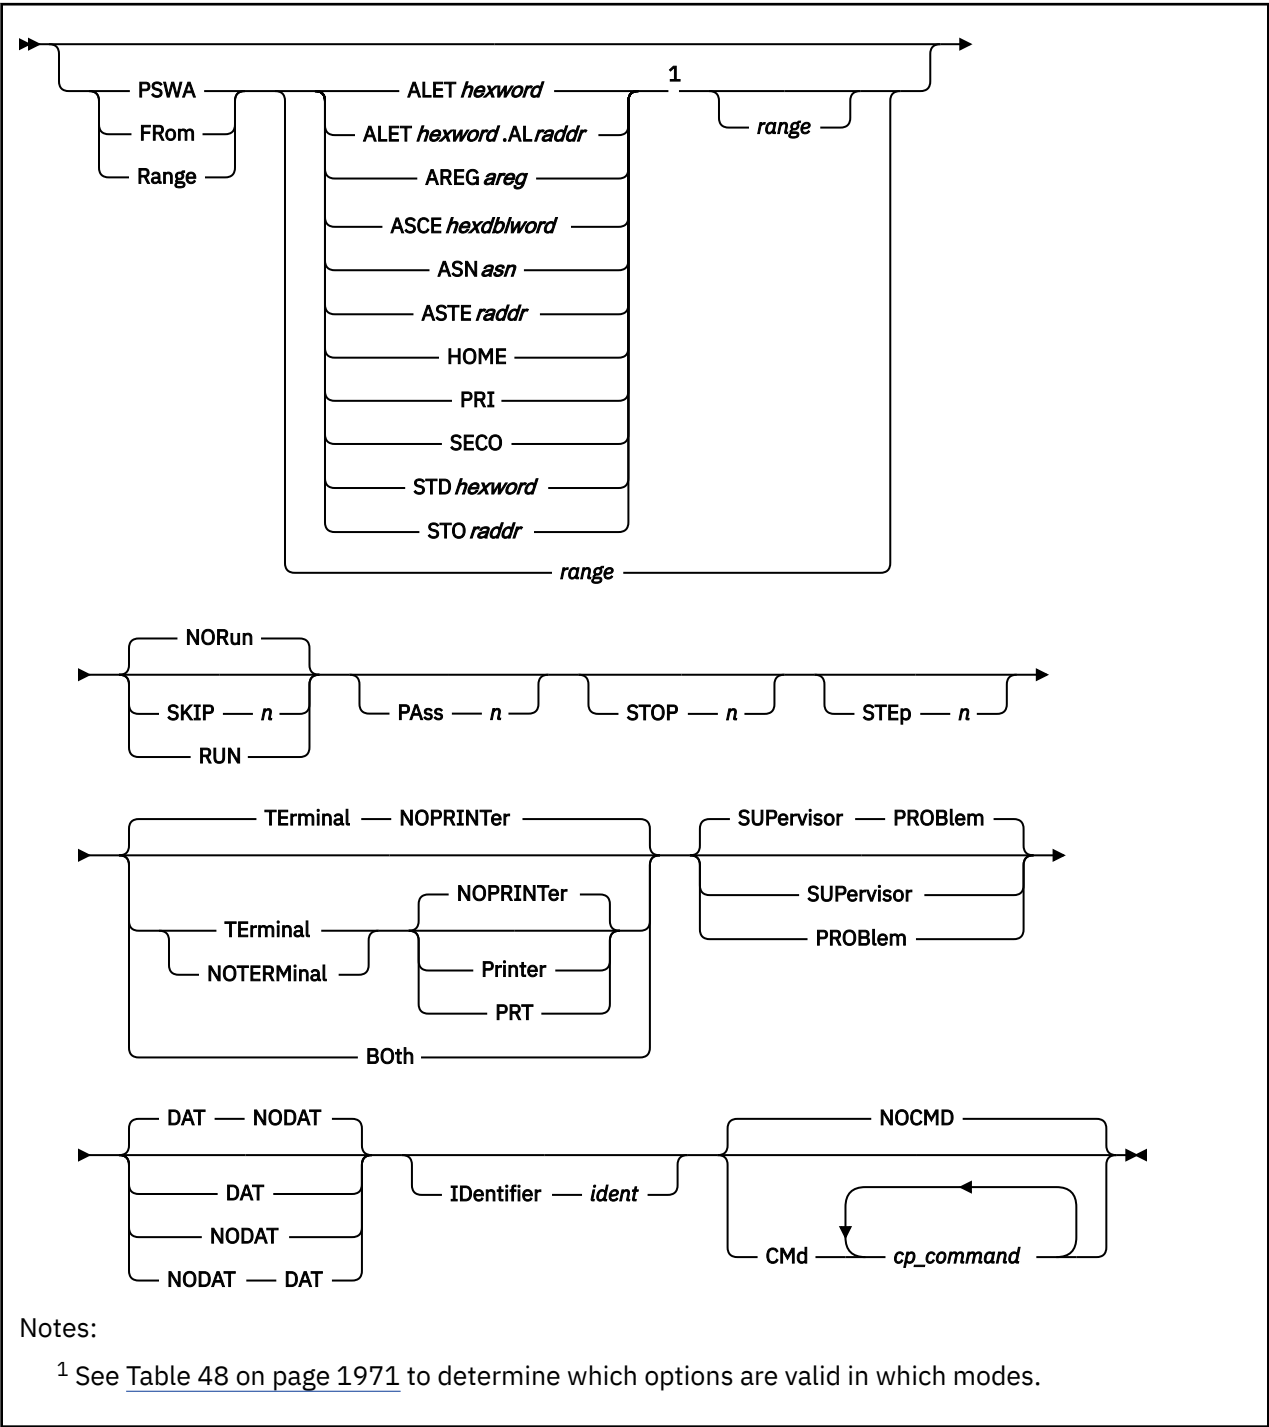 PSWA
FRom
Range
ALET hexword
ALET hexword .ALraddr
AREG areg
ASCE hexdblword
ASN asn
ASTE raddr
HOME
PRI
SECO
STD hexword
STO raddr
1
range
range
NORun
SKIP n
RUN
PAss n
STOP n
STEp n
TErminal NOPRINTer
TErminal
NOTERMinal
NOPRINTer
Printer
PRT
BOth
SUPervisor PROBlem
SUPervisor
PROBlem
DAT NODAT
DAT
NODAT
NODAT DAT
IDentifier ident
NOCMD
CMd cp_command
Notes:
1 See Table 48 on page 1971 to determine which options are valid in which modes.